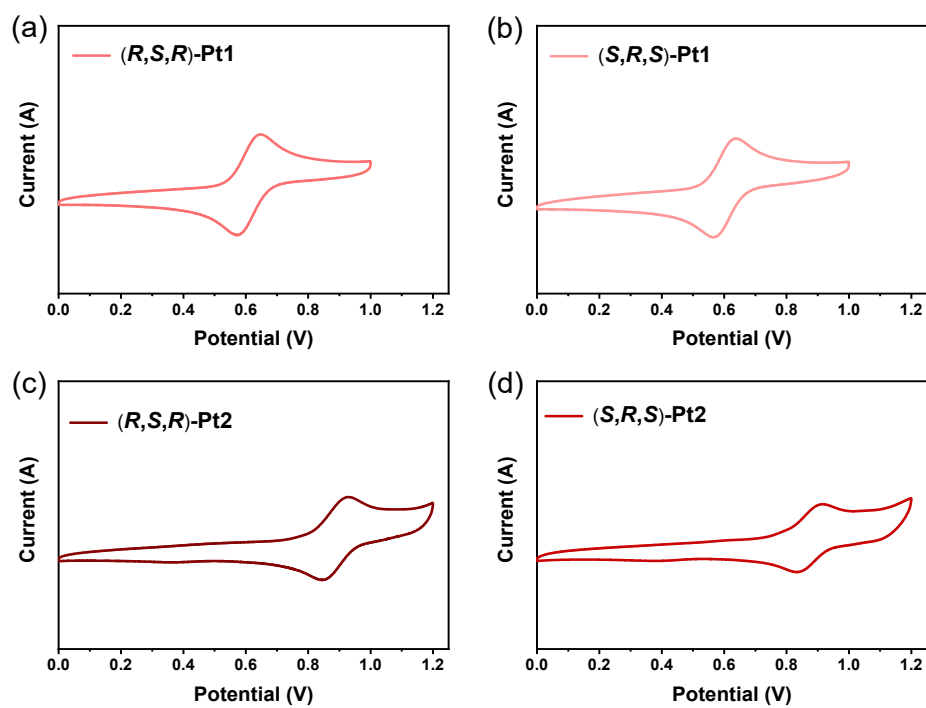 (a)
(R,S,R)-Pt1
Current (A)
0.0 0.2 0.4 0.6 0.8 1.0 1.2
Potential (V)
(b)
(S,R,S)-Pt1
Current (A)
0.0 0.2 0.4 0.6 0.8 1.0 1.2
Potential (V)
(c)
(R,S,R)-Pt2
Current (A)
0.0 0.2 0.4 0.6 0.8 1.0 1.2
Potential (V)
(d)
(S,R,S)-Pt2
Current (A)
0.0 0.2 0.4 0.6 0.8 1.0 1.2
Potential (V)